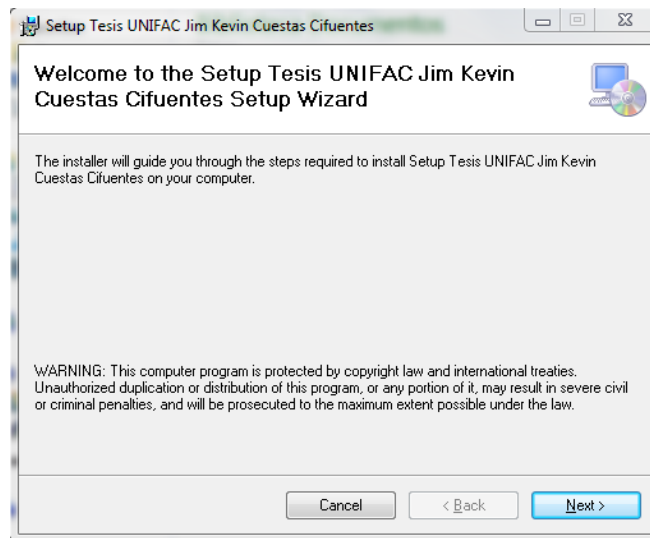 Setup Tesis UNIFAC Jim Kevin Cuestas Cifuentes
Welcome to the Setup Tesis UNIFAC Jim Kevin
Cuestas Cifuentes Setup Wizard
The installer will guide you through the steps required to install Setup Tesis UNIFAC Jim Kevin
Cuestas Cifuentes on your computer.
WARNING: This computer program is protected by copyright law and international treaties.
Unauthorized duplication or distribution of this program, or any portion of it, may result in severe civil
or criminal penalties, and will be prosecuted to the maximum extent possible under the law.
Cancel
< Back
Next >